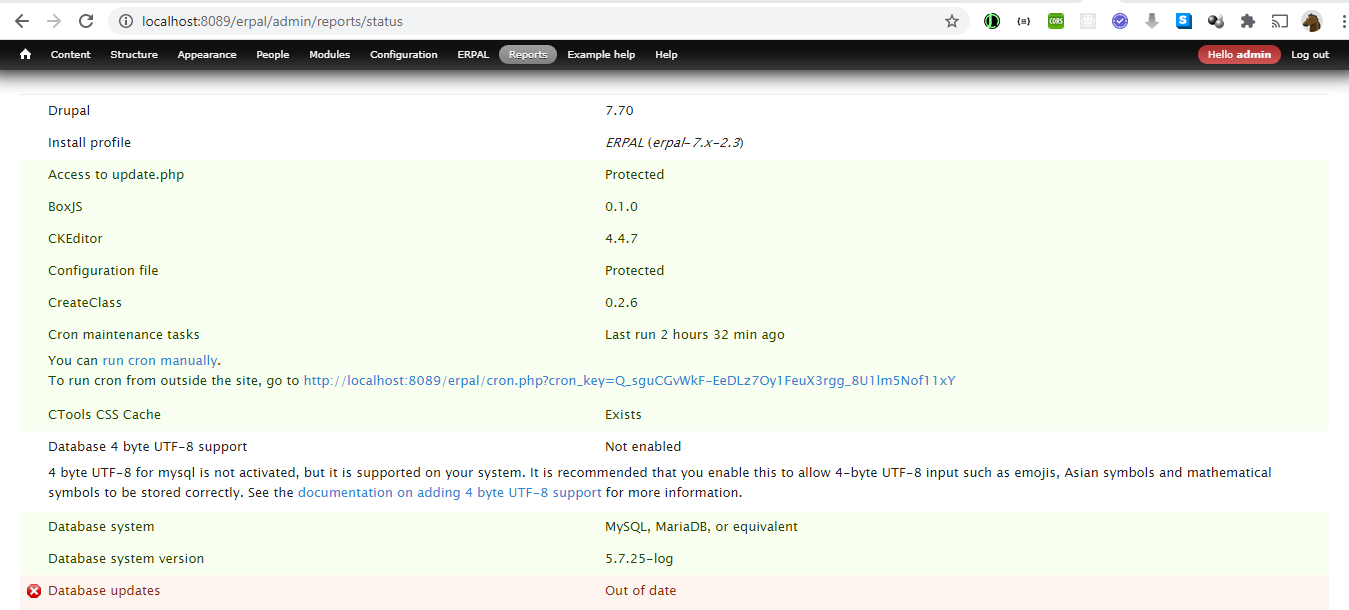 localhost:8089/erpal/admin/reports/status
Content Structure Appearance People Modules Configuration ERPAL Reports Example help Help Hello admin Log out
Drupal 7.70
Install profile ERPAL (erpal-7.x-2.3)
Access to update.php Protected
BoxJS 0.1.0
CKEditor 4.4.7
Configuration file Protected
CreateClass 0.2.6
Cron maintenance tasks Last run 2 hours 32 min ago
You can run cron manually.
To run cron from outside the site, go to http://localhost:8089/erpal/cron.php?cron_key=Q_sguCGvWkF-EeDLz7Oy1FeuX3rgg_8U1lm5Nof11xY
CTools CSS Cache Exists
Database 4 byte UTF-8 support Not enabled
4 byte UTF-8 for mysql is not activated, but it is supported on your system. It is recommended that you enable this to allow 4-byte UTF-8 input such as emojis, Asian symbols and mathematical
symbols to be stored correctly. See the documentation on adding 4 byte UTF-8 support for more information.
Database system MySQL, MariaDB, or equivalent
Database system version 5.7.25-log
Database updates Out of date